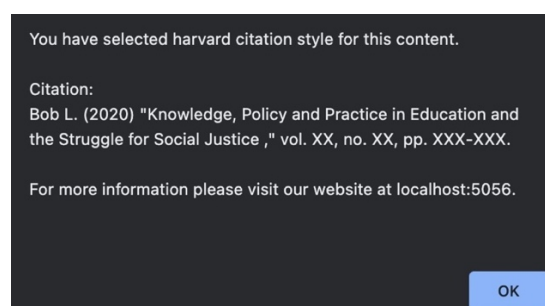 You have selected harvard citation style for this content.
Citation:
Bob L. (2020) "Knowledge, Policy and Practice in Education and
the Struggle for Social Justice ," vol. XX, no. XX, pp. XXX-XXX.
For more information please visit our website at localhost:5056.
OK